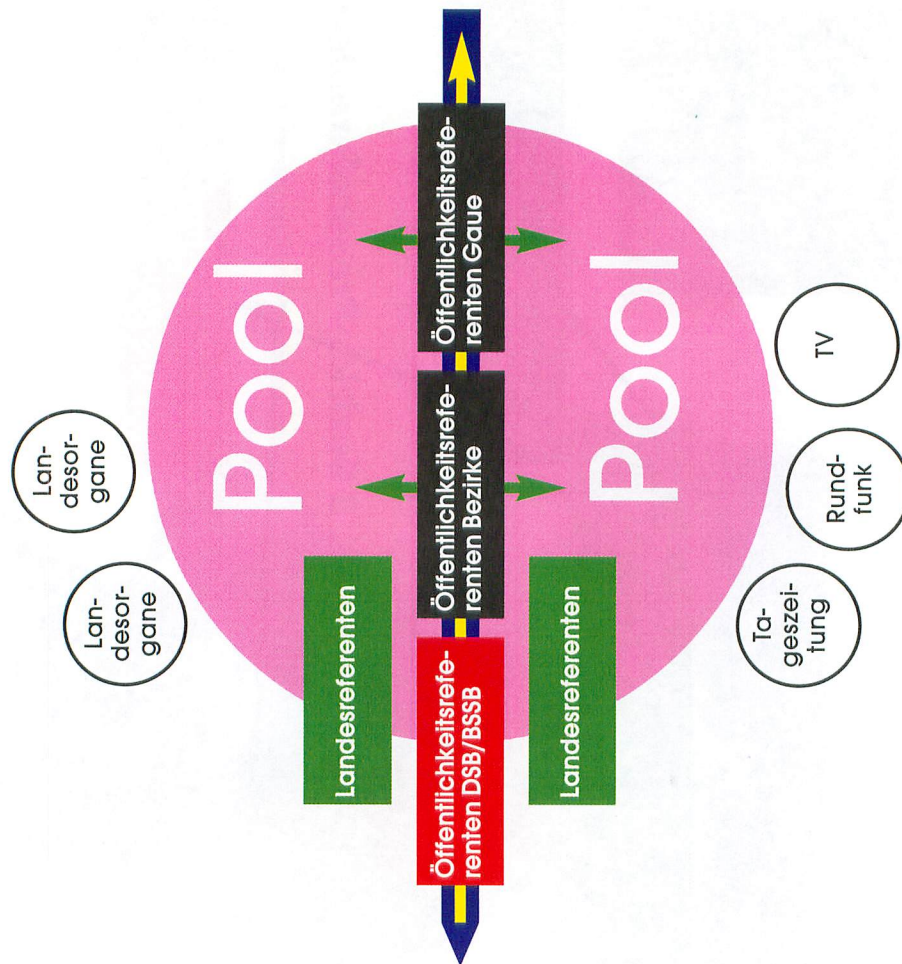 Lan-
desor-
gane
Lan-
desor-
gane
Pool
Landesreferenten
Öffentlichkeitsrefe-
renten DSB/BSSB
Öffentlichkeitsrefe-
renten Bezirke
Öffentlichkeitsrefe-
renten Gaue
Landesreferenten
Pool
Ta-
geszei-
tung
Rund-
funk
TV